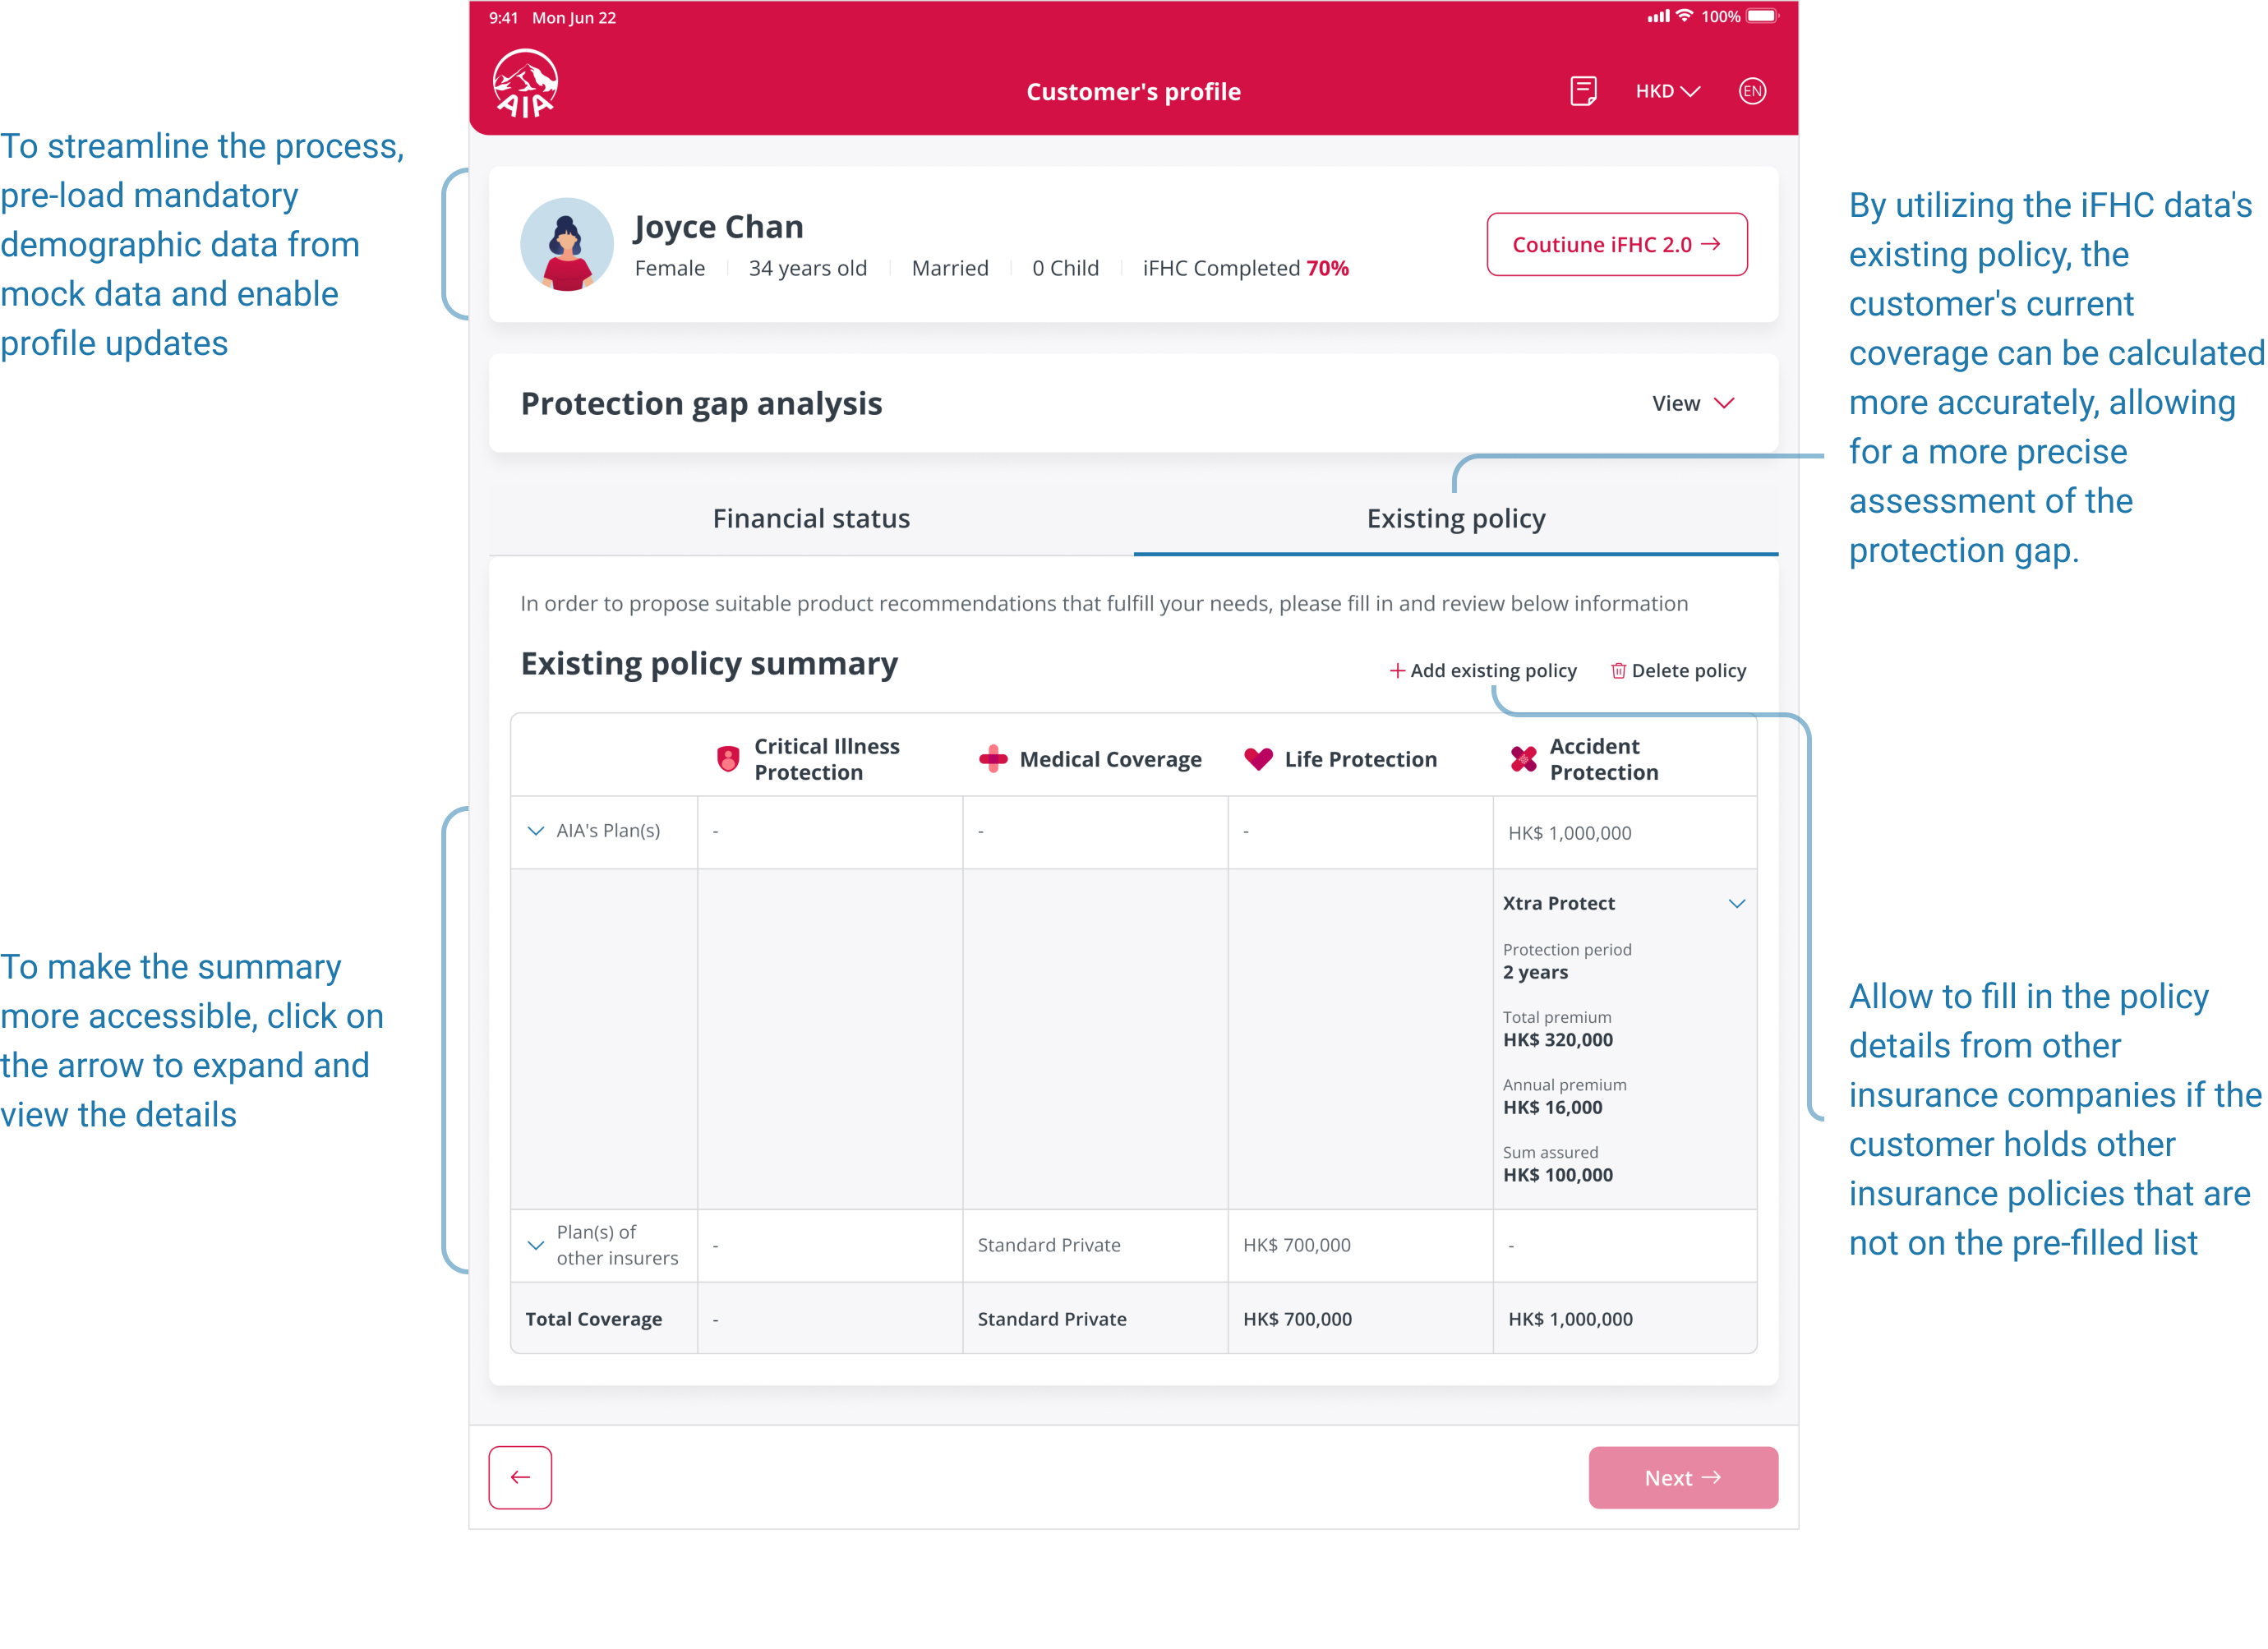 9:41 Mon Jun 22
100%
AIA
Customer's profile
HKD
EN
To streamline the process,
pre-load mandatory
demographic data from
mock data and enable
profile updates
Joyce Chan
Female 34 years old Married 0 Child iFHC Completed 70%
Coutiune iFHC 2.0 →
By utilizing the iFHC data's
existing policy, the
customer's current
coverage can be calculated
more accurately, allowing
for a more precise
assessment of the
protection gap.
Protection gap analysis
View
Financial status
Existing policy
In order to propose suitable product recommendations that fulfill your needs, please fill in and review below information
Existing policy summary
+ Add existing policy
Delete policy
Critical Illness
Protection
Medical Coverage
Life Protection
Accident
Protection
AIA's Plan(s)
-
-
-
HK$ 1,000,000
Xtra Protect
Protection period
2 years
Total premium
HK$ 320,000
Annual premium
HK$ 16,000
Sum assured
HK$ 100,000
To make the summary
more accessible, click on
the arrow to expand and
view the details
Allow to fill in the policy
details from other
insurance companies if the
customer holds other
insurance policies that are
not on the pre-filled list
Plan(s) of
other insurers
-
Standard Private
HK$ 700,000
-
Total Coverage
-
Standard Private
HK$ 700,000
HK$ 1,000,000
←
Next →